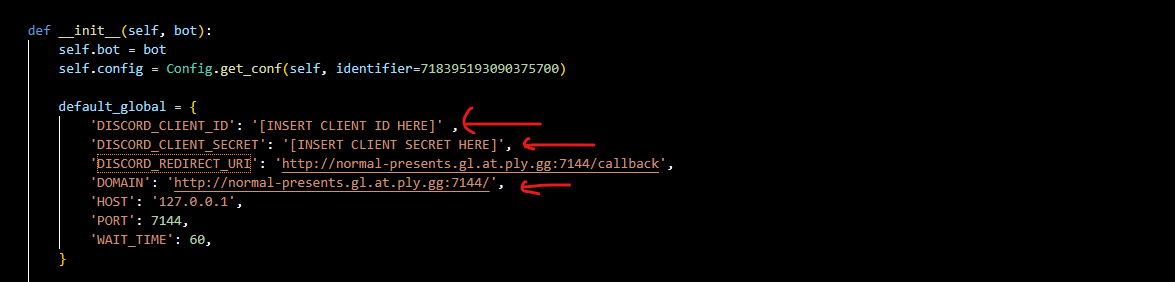 def __init__(self, bot):
self.bot = bot
self.config = Config.get_conf(self, identifier=718395193090375700)
default_global = {
'DISCORD_CLIENT_ID': '[INSERT CLIENT ID HERE]' ,
'DISCORD_CLIENT_SECRET': '[INSERT CLIENT SECRET HERE]',
'DISCORD_REDIRECT_URI': 'http://normal-presents.gl.at.ply.gg:7144/callback',
'DOMAIN': 'http://normal-presents.gl.at.ply.gg:7144/',
'HOST': '127.0.0.1',
'PORT': 7144,
'WAIT_TIME': 60,
}